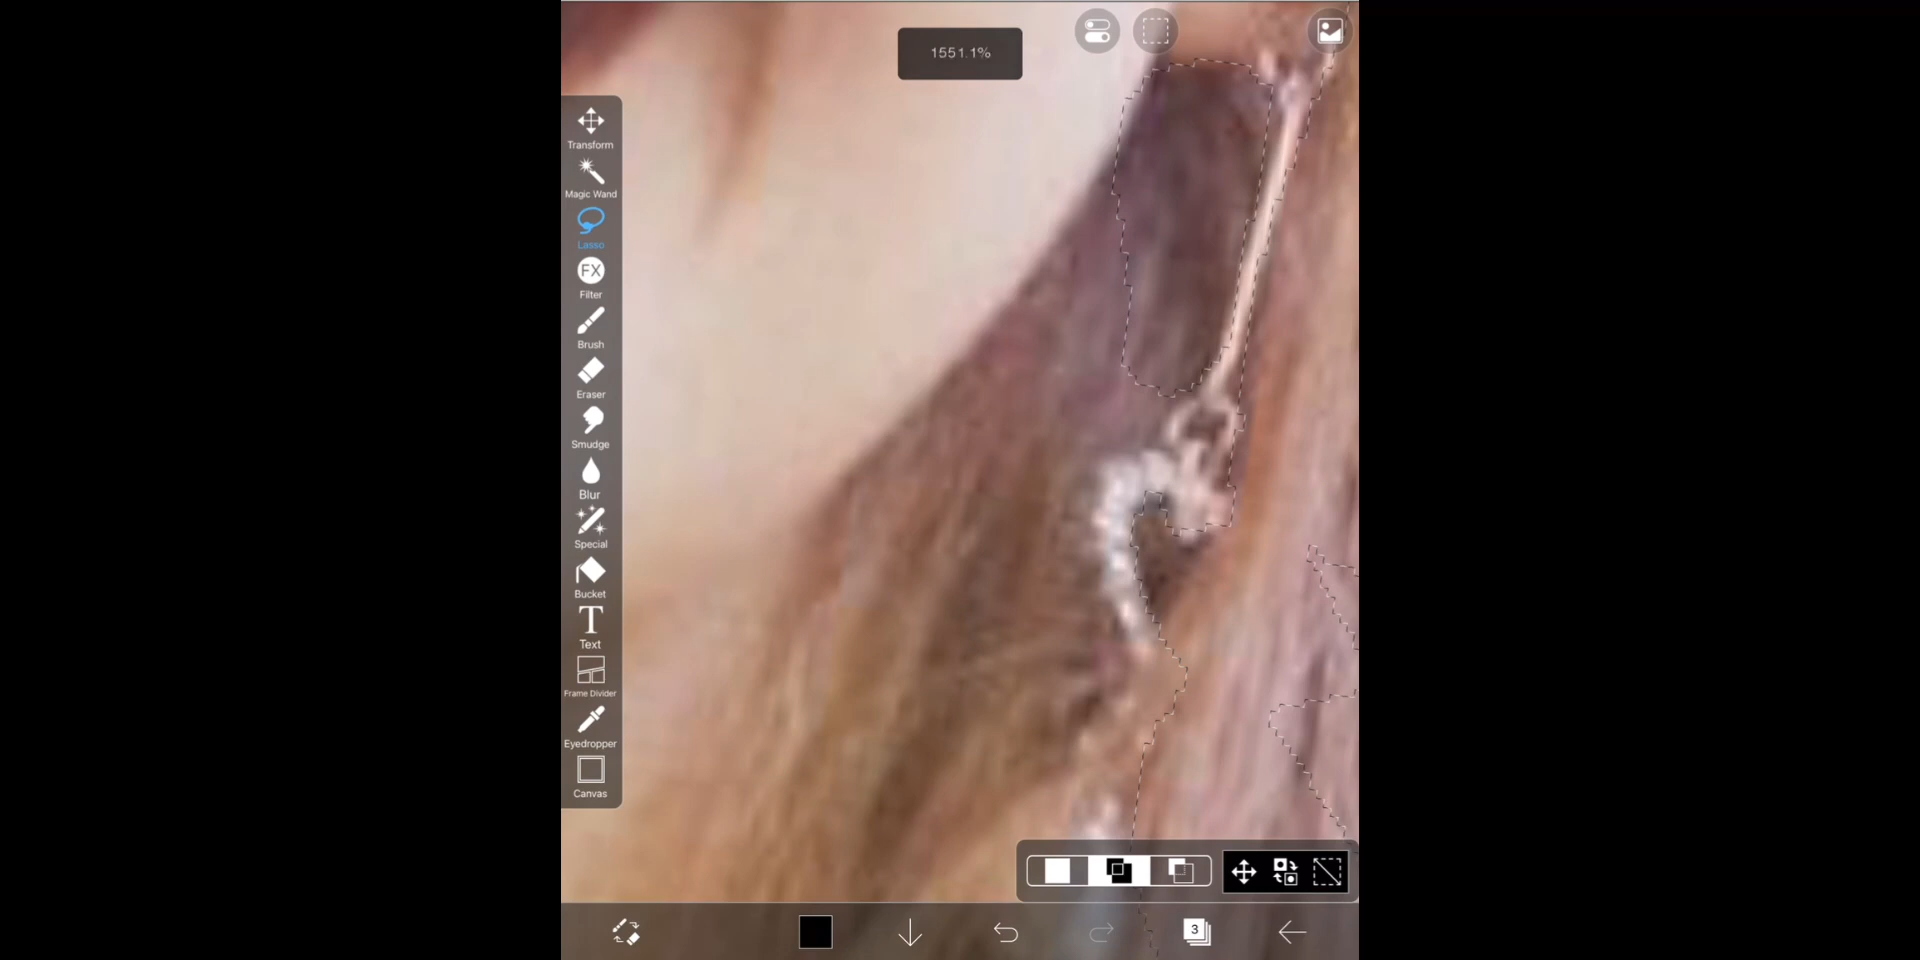 1551.1%
Transform
Magic Wand
Lasso
FX
Filter
Brush
Eraser
Smudge
Blur
Special
Bucket
T
Text
Frame Divider
Eyedropper
Canvas
3